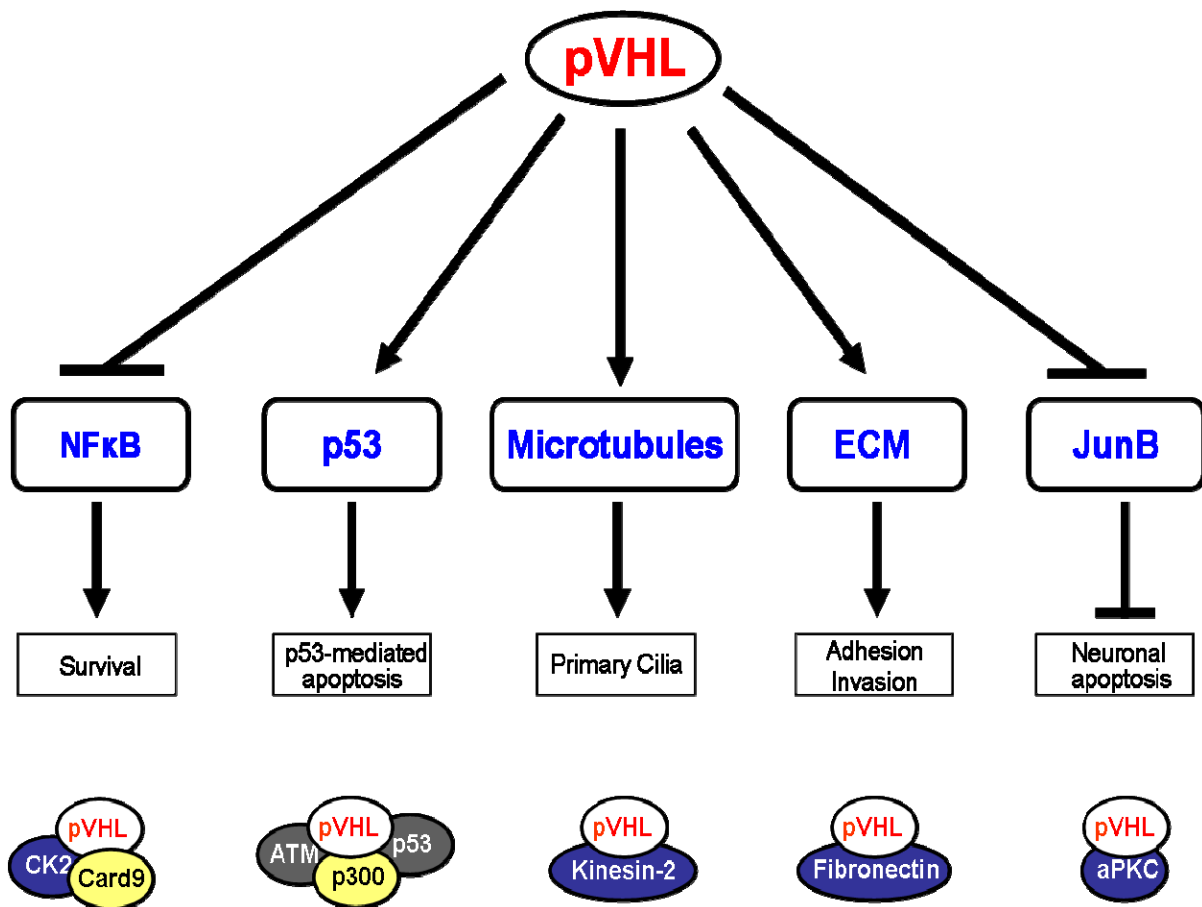 pVHL
NFκB
p53
Microtubules
ECM
JunB
Survival
p53-mediated
apoptosis
Primary Cilia
Adhesion
Invasion
Neuronal
apoptosis
pVHL
CK2
Card9
pVHL
ATM
p53
p300
pVHL
Kinesin-2
pVHL
Fibronectin
pVHL
aPKC